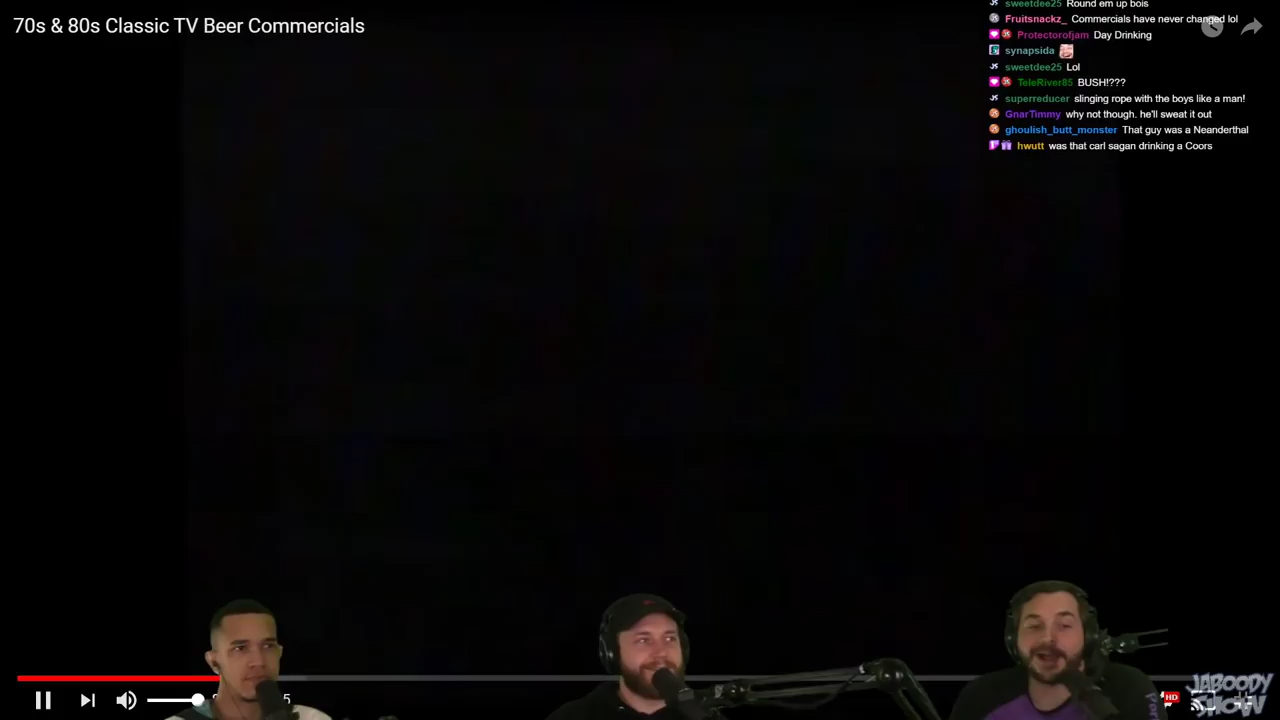 70s & 80s Classic TV Beer Commercials
sweetdee25 Round em up bois
Fruitsnackz_ Commercials have never changed lol
Protectorofjam Day Drinking
synapsida
sweetdee25 Lol
TeleRiver85 BUSH!???
superreducer slinging rope with the boys like a man!
GnarTimmy why not though. he'll sweat it out
ghoulish_butt_monster That guy was a Neanderthal
hwutt was that carl sagan drinking a Coors
5
HD
JABOODY
SHOW